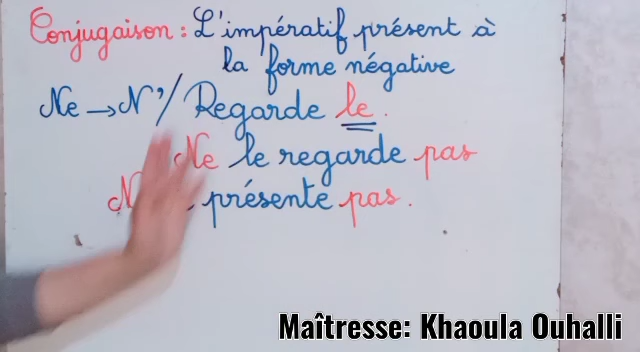 Conjugaison : L'impératif présent à
la forme négative
Ne → N' / Regarde le.
Ne le regarde pas
présente pas.
Maîtresse: Khaoula Ouhalli